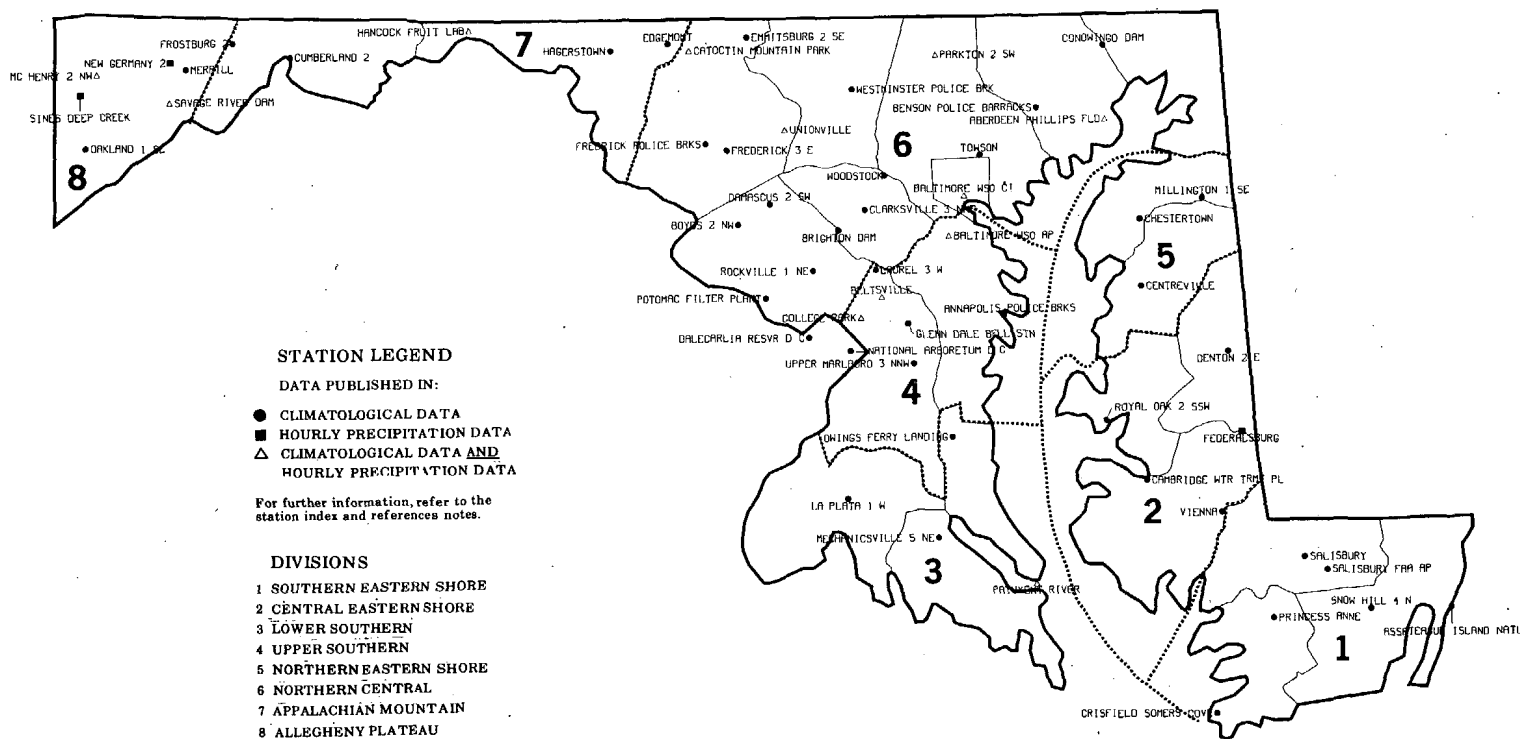 HANCOCK FRUIT LAB
7
EDGEMONT
EMMITSBURG 2 SE
CONOWINGO DAM
FROSTBURG 2
HAGERSTOWN
CATOCTIN MOUNTAIN PARK
PARKTON 2 SW
NEW GERMANY 2
CUMBERLAND 2
MERRILL
MC HENRY 2 NW
WESTMINSTER POLICE BRK
SAVAGE RIVER DAM
BENSON POLICE BARRACKS
SINES DEEP CREEK
ABERDEEN PHILLIPS FLD
UNIONVILLE
6
OAKLAND 1 SE
FREDRICK POLICE BRKS
FREDERICK 3 E
TOWSON
8
WOODSTOCK
BALTIMORE WSO CI
MILLINGTON 1 SE
DAMASCUS 2 SW
CLARKSVILLE 3 NNE
CHESTERTOWN
BOYDS 2 NW
BRIGHTON DAM
BALTIMORE WSO AP
5
ROCKVILLE 1 NE
LAUREL 3 W
BELTSVILLE
CENTREVILLE
POTOMAC FILTER PLANT
ANNAPOLIS POLICE BRKS
COLLEGE PARK
GLENN DALE BELL STN
DALECARLIA RESVR D C
NATIONAL ARBORETUM D C
DENTON 2 E
UPPER MARLBORO 3 NNW
4
ROYAL OAK 2 SSW
OWINGS FERRY LANDING
FEDERALSBURG
CAMBRIDGE WTR TRMT PL
2
LA PLATA 1 W
VIENNA
MECHANICSVILLE 5 NE
3
SALISBURY
SALISBURY FAA AP
PATUXENT RIVER
SNOW HILL 4 N
PRINCESS ANNE
ASSATEAGUE ISLAND NATL
1
CRISFIELD SOMERS COVE
STATION LEGEND
DATA PUBLISHED IN:
CLIMATOLOGICAL DATA
HOURLY PRECIPITATION DATA
CLIMATOLOGICAL DATA AND
HOURLY PRECIPITATION DATA
For further information, refer to the
station index and references notes.
DIVISIONS
1 SOUTHERN EASTERN SHORE
2 CENTRAL EASTERN SHORE
3 LOWER SOUTHERN
4 UPPER SOUTHERN
5 NORTHERN EASTERN SHORE
6 NORTHERN CENTRAL
7 APPALACHIAN MOUNTAIN
8 ALLEGHENY PLATEAU